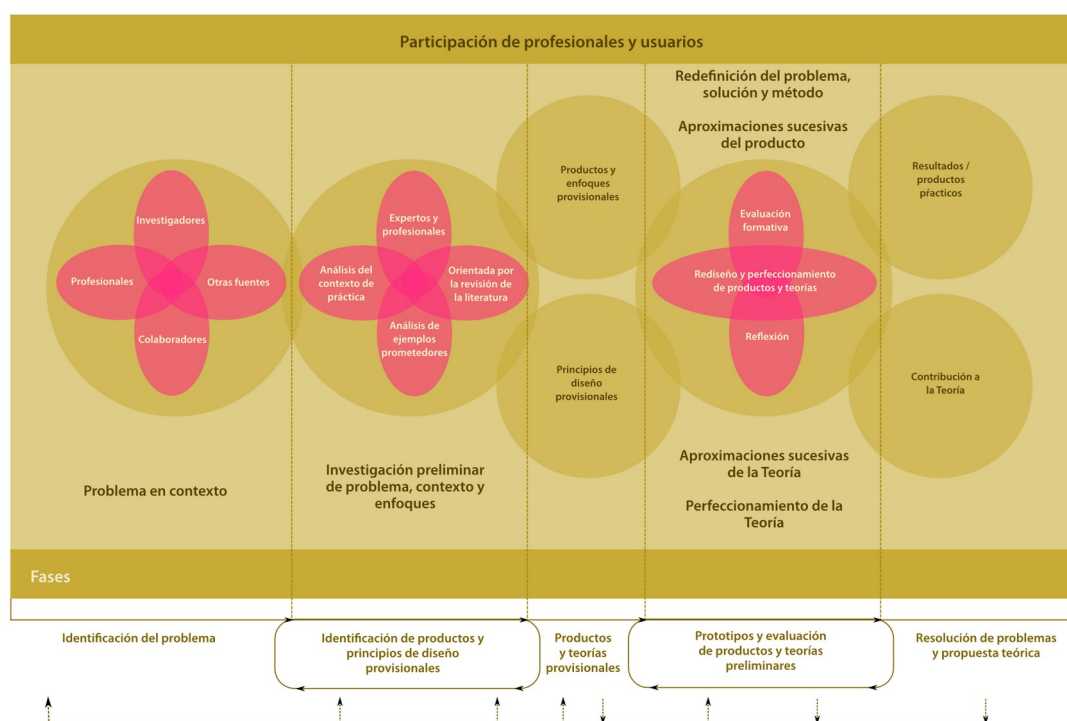 Participación de profesionales y usuarios
Investigadores
Profesionales
Otras fuentes
Colaboradores
Problema en contexto
Expertos y
profesionales
Análisis del
contexto de
práctica
Orientada por
la revisión de
la literatura
Análisis de
ejemplos
prometedores
Investigación preliminar
de problema, contexto y
enfoques
Productos y
enfoques
provisionales
Principios de
diseño
provisionales
Redefinición del problema,
solución y método
Aproximaciones sucesivas
del producto
Evaluación
formativa
Rediseño y perfeccionamiento
de productos y teorías
Reflexión
Aproximaciones sucesivas
de la Teoría
Perfeccionamiento de la
Teoría
Resultados /
productos
pŕacticos
Contribución a
la Teoría
Fases
Identificación del problema
Identificación de productos y
principios de diseño
provisionales
Productos
y teorías
provisionales
Prototipos y evaluación
de productos y teorías
preliminares
Resolución de problemas
y propuesta teórica